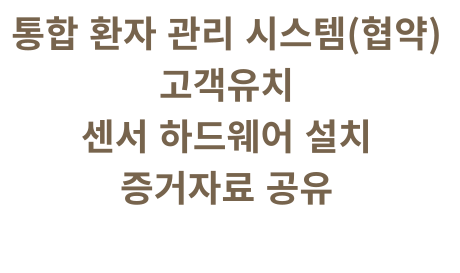 통합 환자 관리 시스템(협약)
고객유치
센서 하드웨어 설치
증거자료 공유